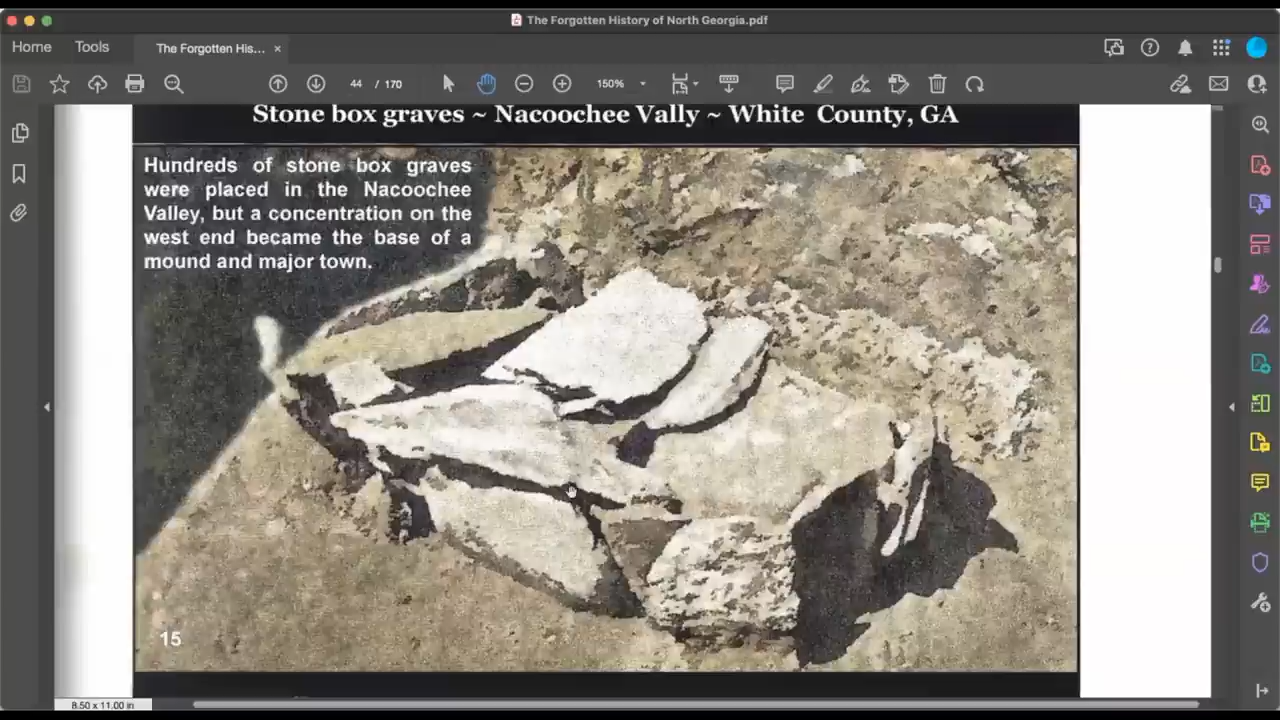 The Forgotten History of North Georgia.pdf
Home Tools The Forgotten His... ×
44 / 170 150%
Stone box graves ~ Nacoochee Vally ~ White County, GA
Hundreds of stone box graves
were placed in the Nacoochee
Valley, but a concentration on the
west end became the base of a
mound and major town.
15
8.50 x 11.00 in